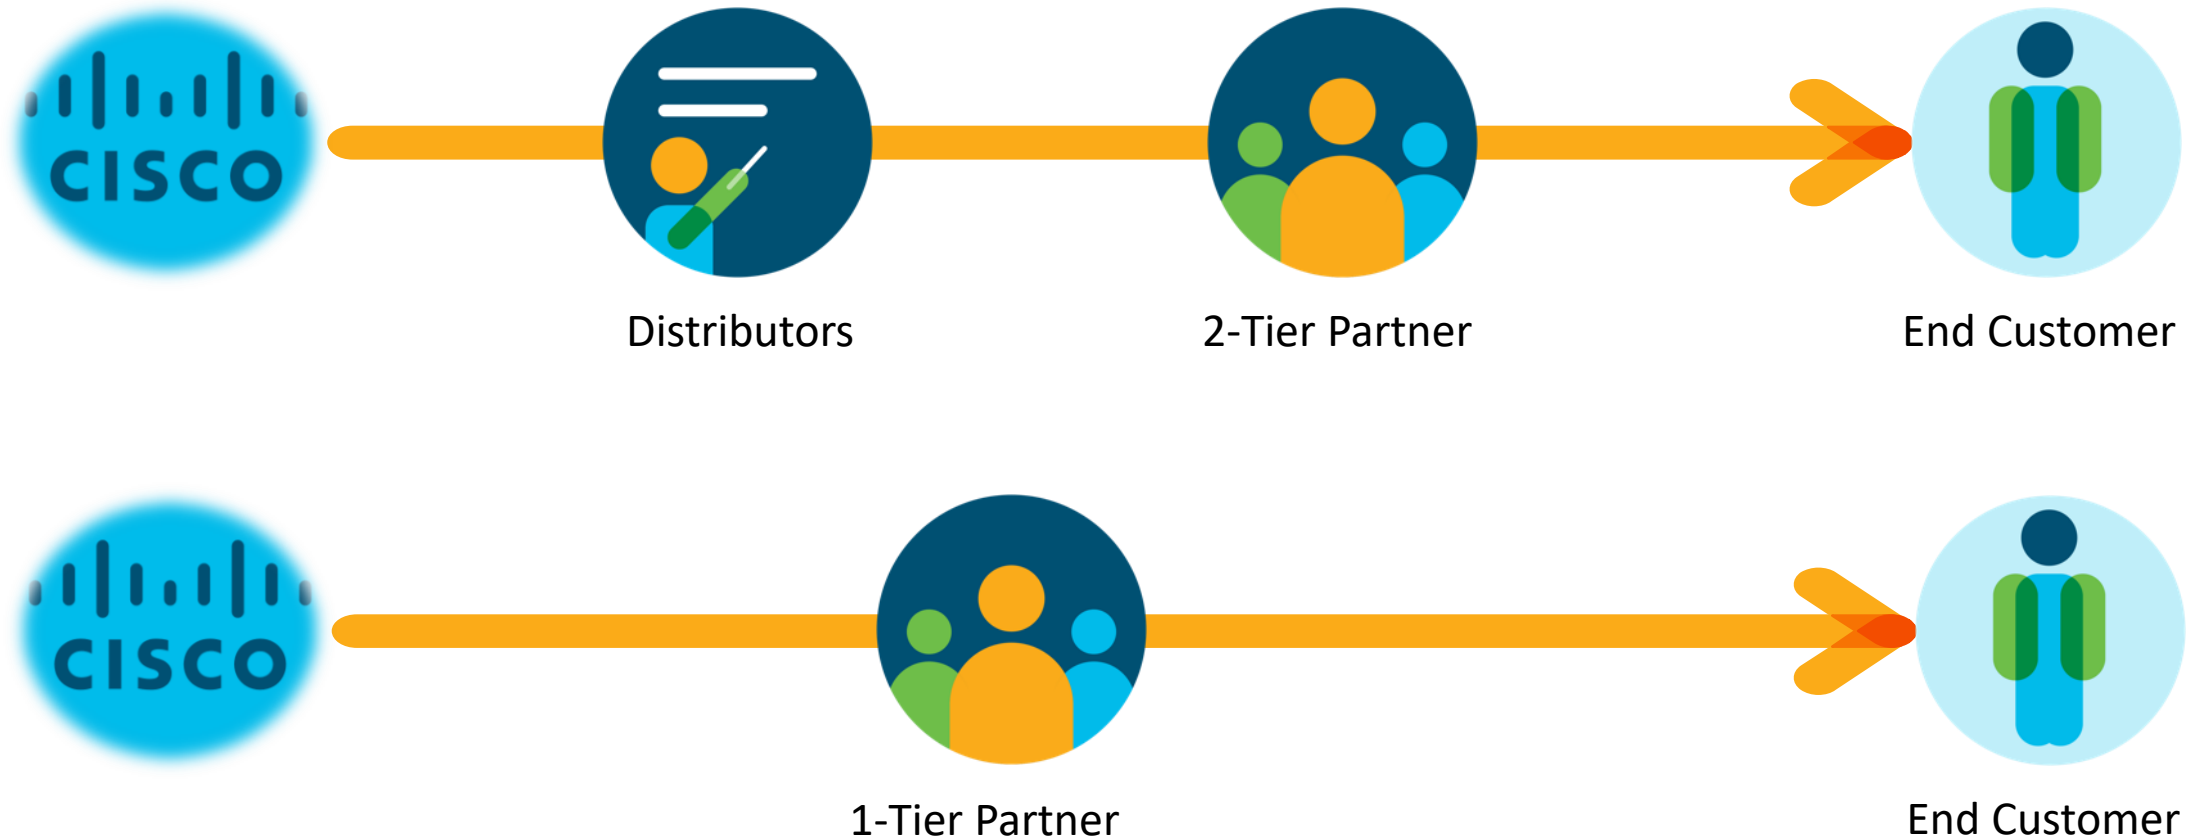 CISCO
Distributors
2-Tier Partner
End Customer
CISCO
1-Tier Partner
End Customer